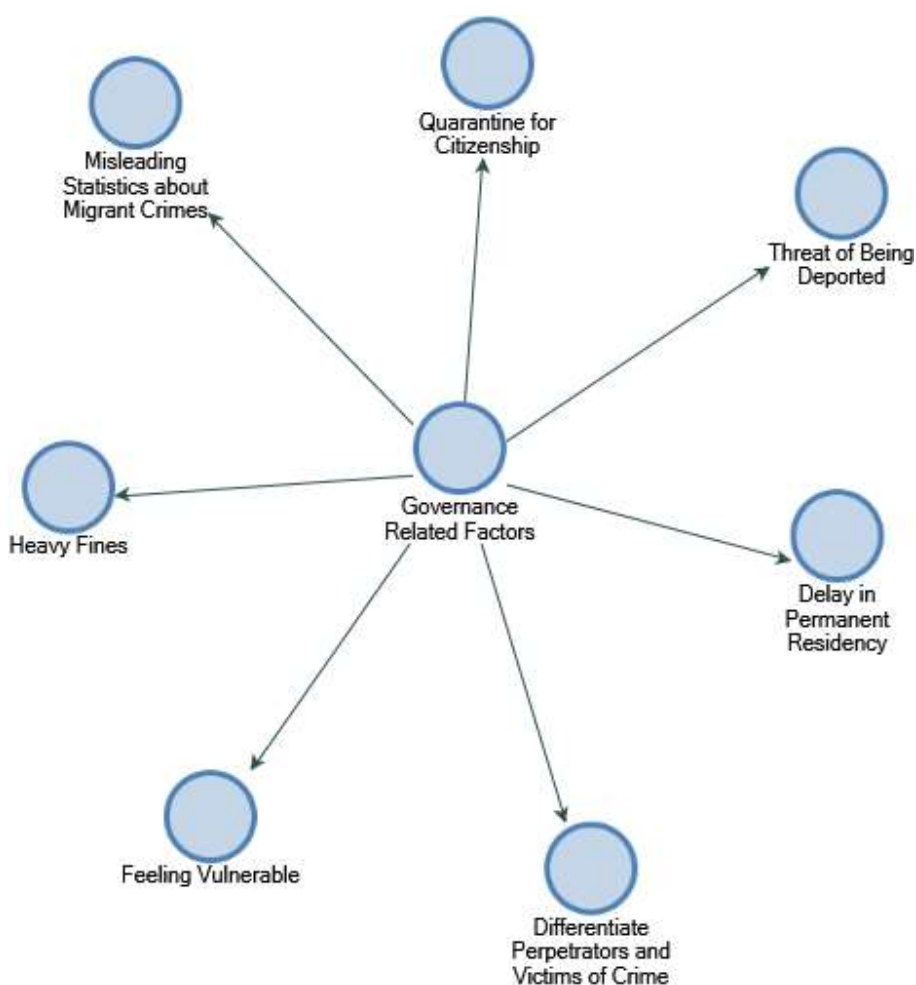 Quarantine for
Citizenship
Misleading
Statistics about
Migrant Crimes
Threat of Being
Deported
Governance
Related Factors
Heavy Fines
Delay in
Permanent
Residency
Feeling Vulnerable
Differentiate
Perpetrators and
Victims of Crime